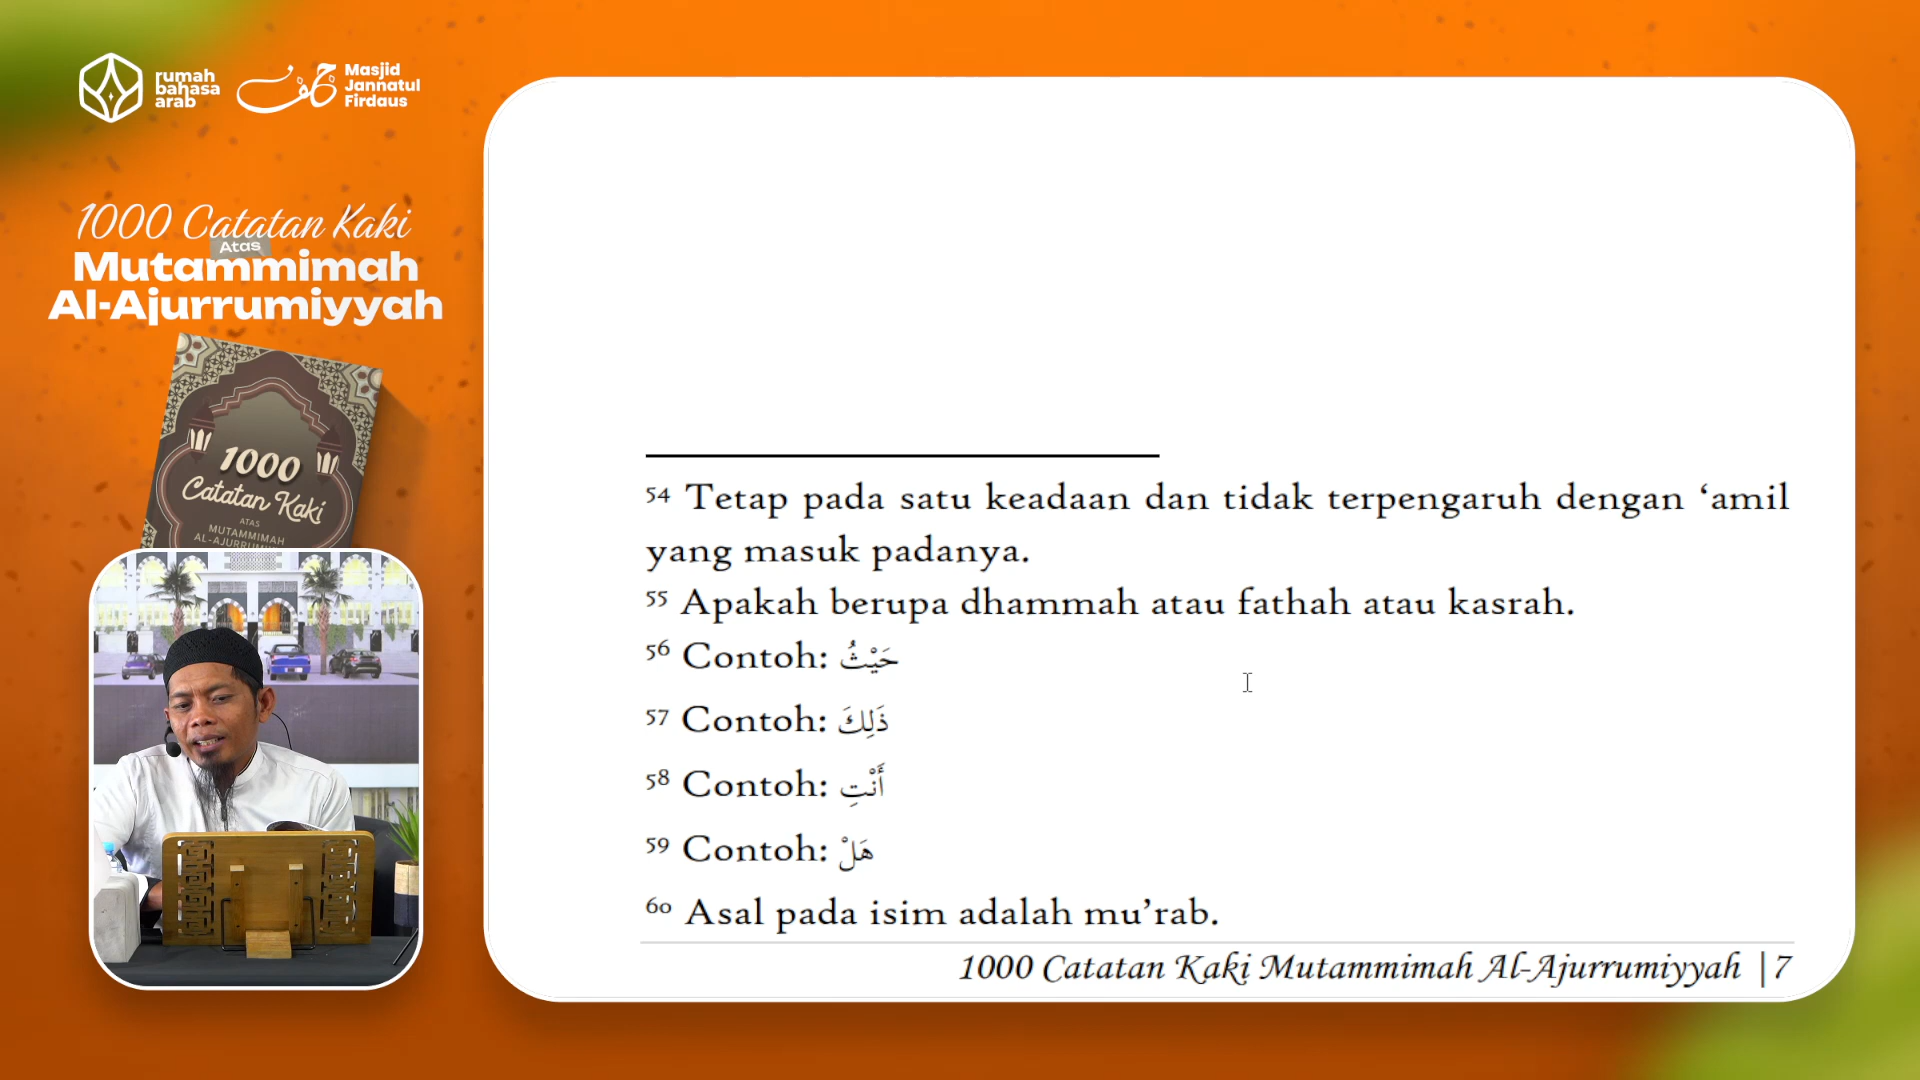 rumah
bahasa
arab
Masjid
Jannatul
Firdaus
1000 Catatan Kaki
Atas
Mutammimah
Al-Ajurrumiyyah
1000
Catatan Kaki
ATAS
MUTAMMIMAH
54 Tetap pada satu keadaan dan tidak terpengaruh dengan ‘amil
yang masuk padanya.
55 Apakah berupa dhammah atau fathah atau kasrah.
56 Contoh: حَيْثُ
57 Contoh: ذَلِكَ
58 Contoh: أَنْتِ
59 Contoh: هَلْ
60 Asal pada isim adalah mu’rab.
1000 Catatan Kaki Mutammimah Al-Ajurrumiyyah |7